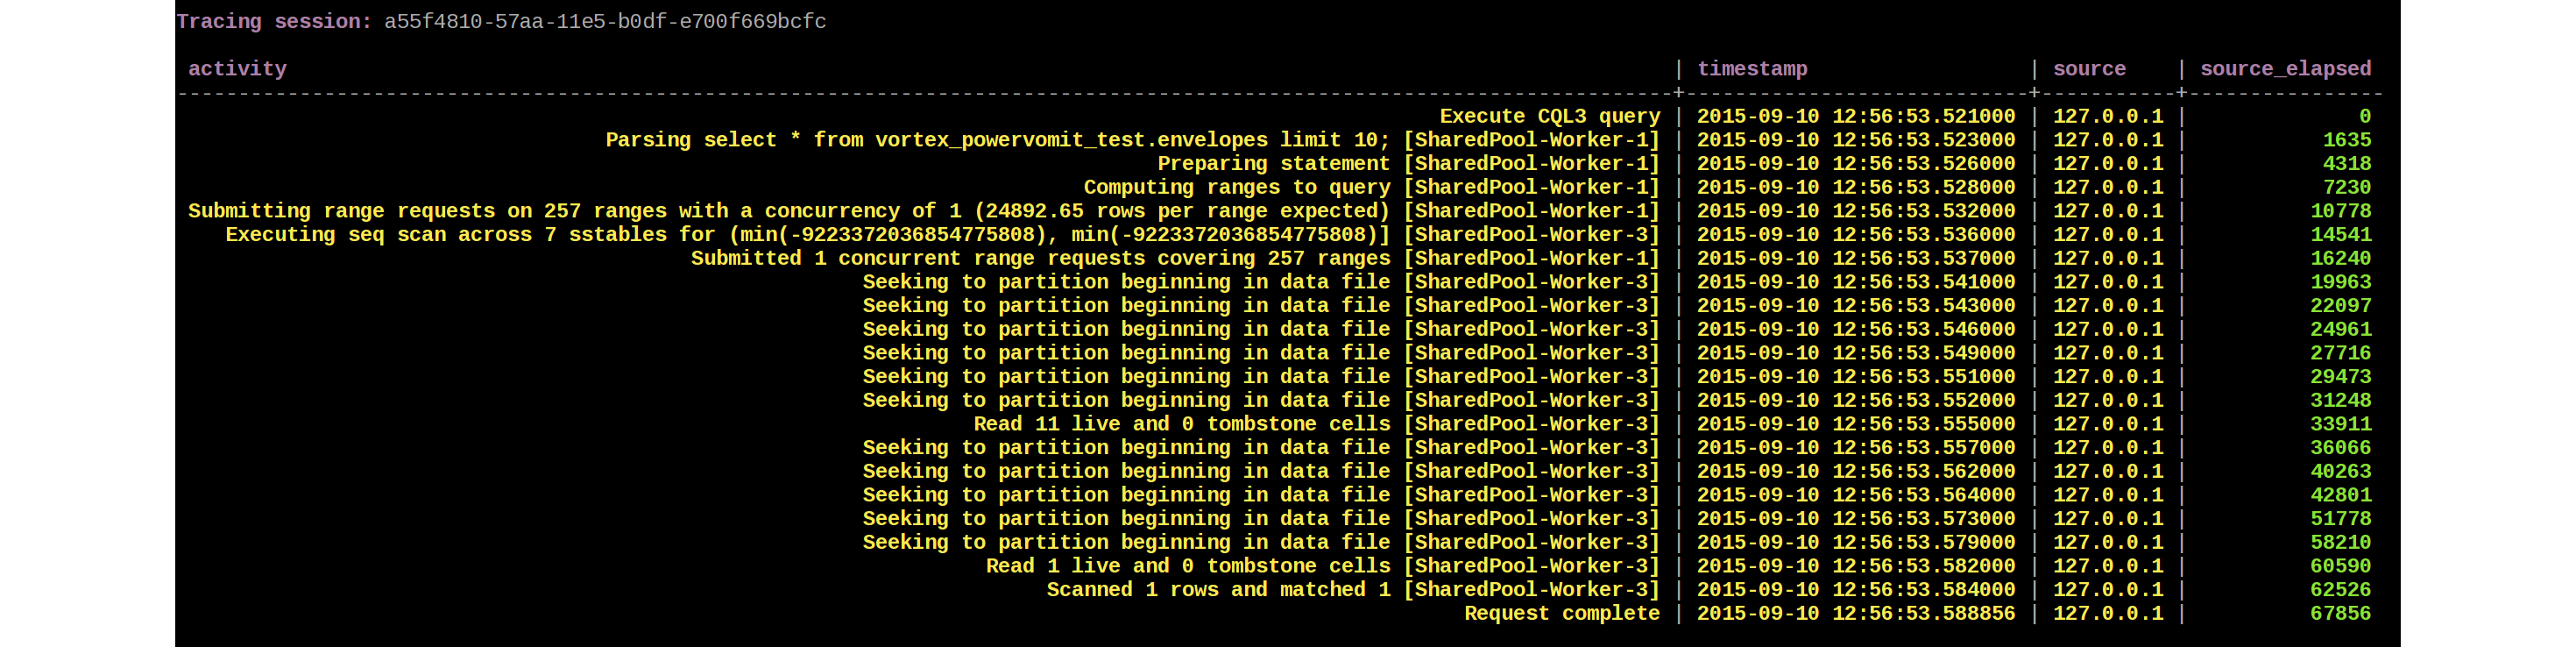 Tracing session: a55f4810-57aa-11e5-b0df-e700f669bcfc
activity | timestamp | source | source_elapsed
--------------------------------------------------------------------------------------------------------------------------+----------------------------+-----------+----------------
Execute CQL3 query | 2015-09-10 12:56:53.521000 | 127.0.0.1 | 0
Parsing select * from vortex_powervomit_test.envelopes limit 10; [SharedPool-Worker-1] | 2015-09-10 12:56:53.523000 | 127.0.0.1 | 1635
Preparing statement [SharedPool-Worker-1] | 2015-09-10 12:56:53.526000 | 127.0.0.1 | 4318
Computing ranges to query [SharedPool-Worker-1] | 2015-09-10 12:56:53.528000 | 127.0.0.1 | 7230
Submitting range requests on 257 ranges with a concurrency of 1 (24892.65 rows per range expected) [SharedPool-Worker-1] | 2015-09-10 12:56:53.532000 | 127.0.0.1 | 10778
Executing seq scan across 7 sstables for (min(-9223372036854775808), min(-9223372036854775808)] [SharedPool-Worker-3] | 2015-09-10 12:56:53.536000 | 127.0.0.1 | 14541
Submitted 1 concurrent range requests covering 257 ranges [SharedPool-Worker-1] | 2015-09-10 12:56:53.537000 | 127.0.0.1 | 16240
Seeking to partition beginning in data file [SharedPool-Worker-3] | 2015-09-10 12:56:53.541000 | 127.0.0.1 | 19963
Seeking to partition beginning in data file [SharedPool-Worker-3] | 2015-09-10 12:56:53.543000 | 127.0.0.1 | 22097
Seeking to partition beginning in data file [SharedPool-Worker-3] | 2015-09-10 12:56:53.546000 | 127.0.0.1 | 24961
Seeking to partition beginning in data file [SharedPool-Worker-3] | 2015-09-10 12:56:53.549000 | 127.0.0.1 | 27716
Seeking to partition beginning in data file [SharedPool-Worker-3] | 2015-09-10 12:56:53.551000 | 127.0.0.1 | 29473
Seeking to partition beginning in data file [SharedPool-Worker-3] | 2015-09-10 12:56:53.552000 | 127.0.0.1 | 31248
Read 11 live and 0 tombstone cells [SharedPool-Worker-3] | 2015-09-10 12:56:53.555000 | 127.0.0.1 | 33911
Seeking to partition beginning in data file [SharedPool-Worker-3] | 2015-09-10 12:56:53.557000 | 127.0.0.1 | 36066
Seeking to partition beginning in data file [SharedPool-Worker-3] | 2015-09-10 12:56:53.562000 | 127.0.0.1 | 40263
Seeking to partition beginning in data file [SharedPool-Worker-3] | 2015-09-10 12:56:53.564000 | 127.0.0.1 | 42801
Seeking to partition beginning in data file [SharedPool-Worker-3] | 2015-09-10 12:56:53.573000 | 127.0.0.1 | 51778
Seeking to partition beginning in data file [SharedPool-Worker-3] | 2015-09-10 12:56:53.579000 | 127.0.0.1 | 58210
Read 1 live and 0 tombstone cells [SharedPool-Worker-3] | 2015-09-10 12:56:53.582000 | 127.0.0.1 | 60590
Scanned 1 rows and matched 1 [SharedPool-Worker-3] | 2015-09-10 12:56:53.584000 | 127.0.0.1 | 62526
Request complete | 2015-09-10 12:56:53.588856 | 127.0.0.1 | 67856